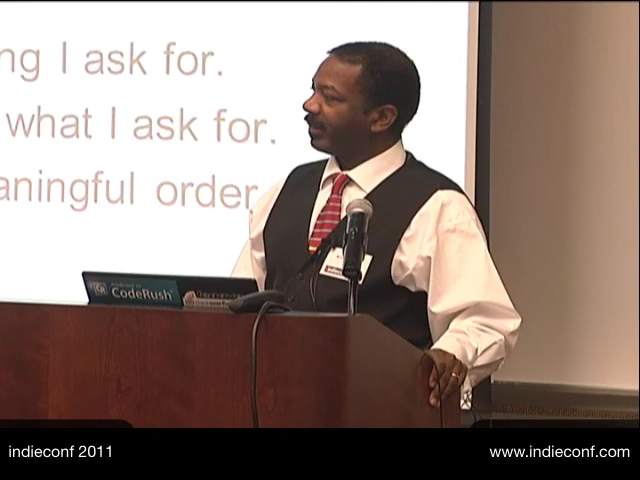 ng I ask for.
what I ask for.
aningful order.
CodeRush
indieconf 2011
www.indieconf.com